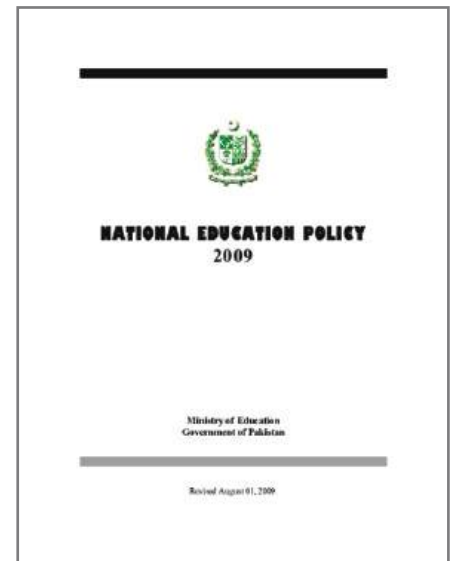 NATIONAL EDUCATION POLICY
2009
Ministry of Education
Government of Pakistan
Revised August 01, 2009